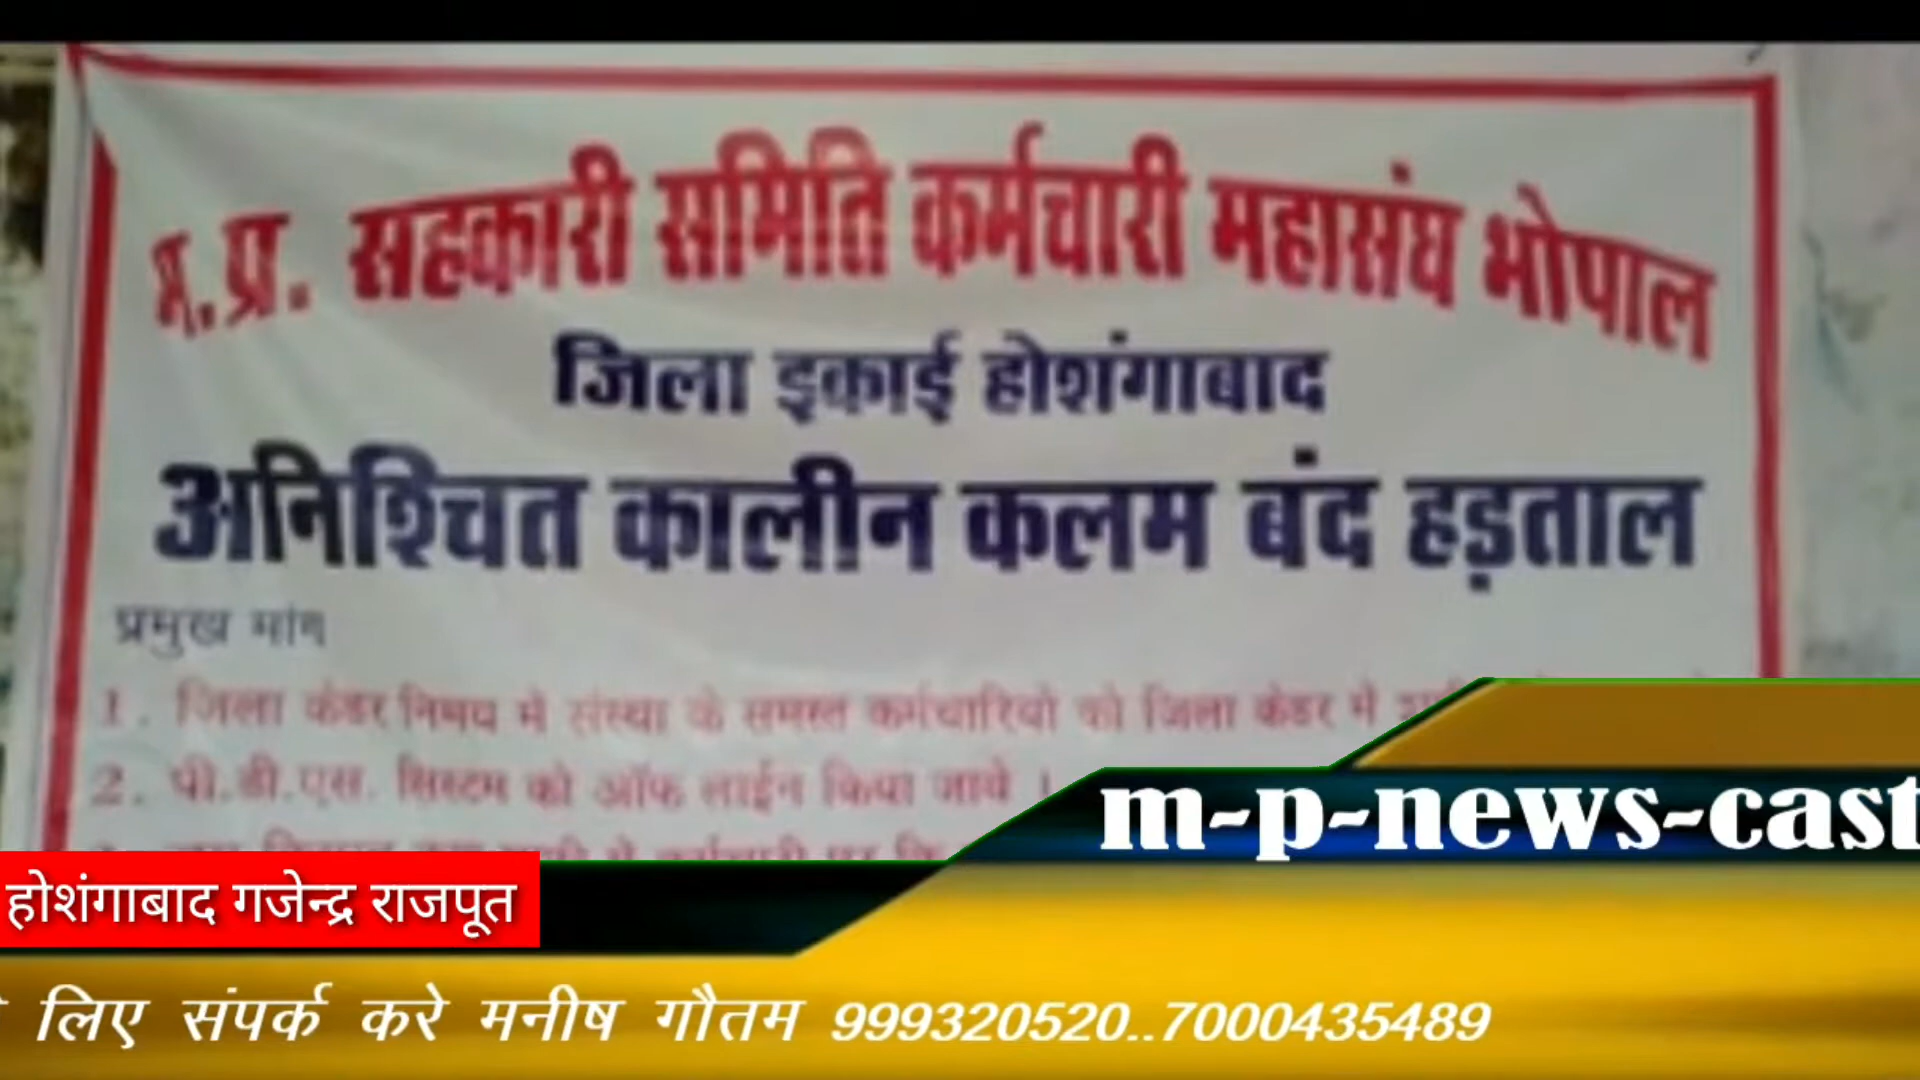 म.प्र. सहकारी समिति कर्मचारी महासंघ भोपाल
जिला इकाई होशंगाबाद
अनिश्चित कालीन कलम बंद हड़ताल
प्रमुख मांग
1. जिला केडर निमय में संस्था के समस्त कर्मचारियों को जिला केडर में
2. पी.डी.एस. सिस्टम को ऑफ लाईन किया जावे ।
m-p-news-cast
होशंगाबाद गजेन्द्र राजपूत
लिए संपर्क करे मनीष गौतम 999320520..7000435489